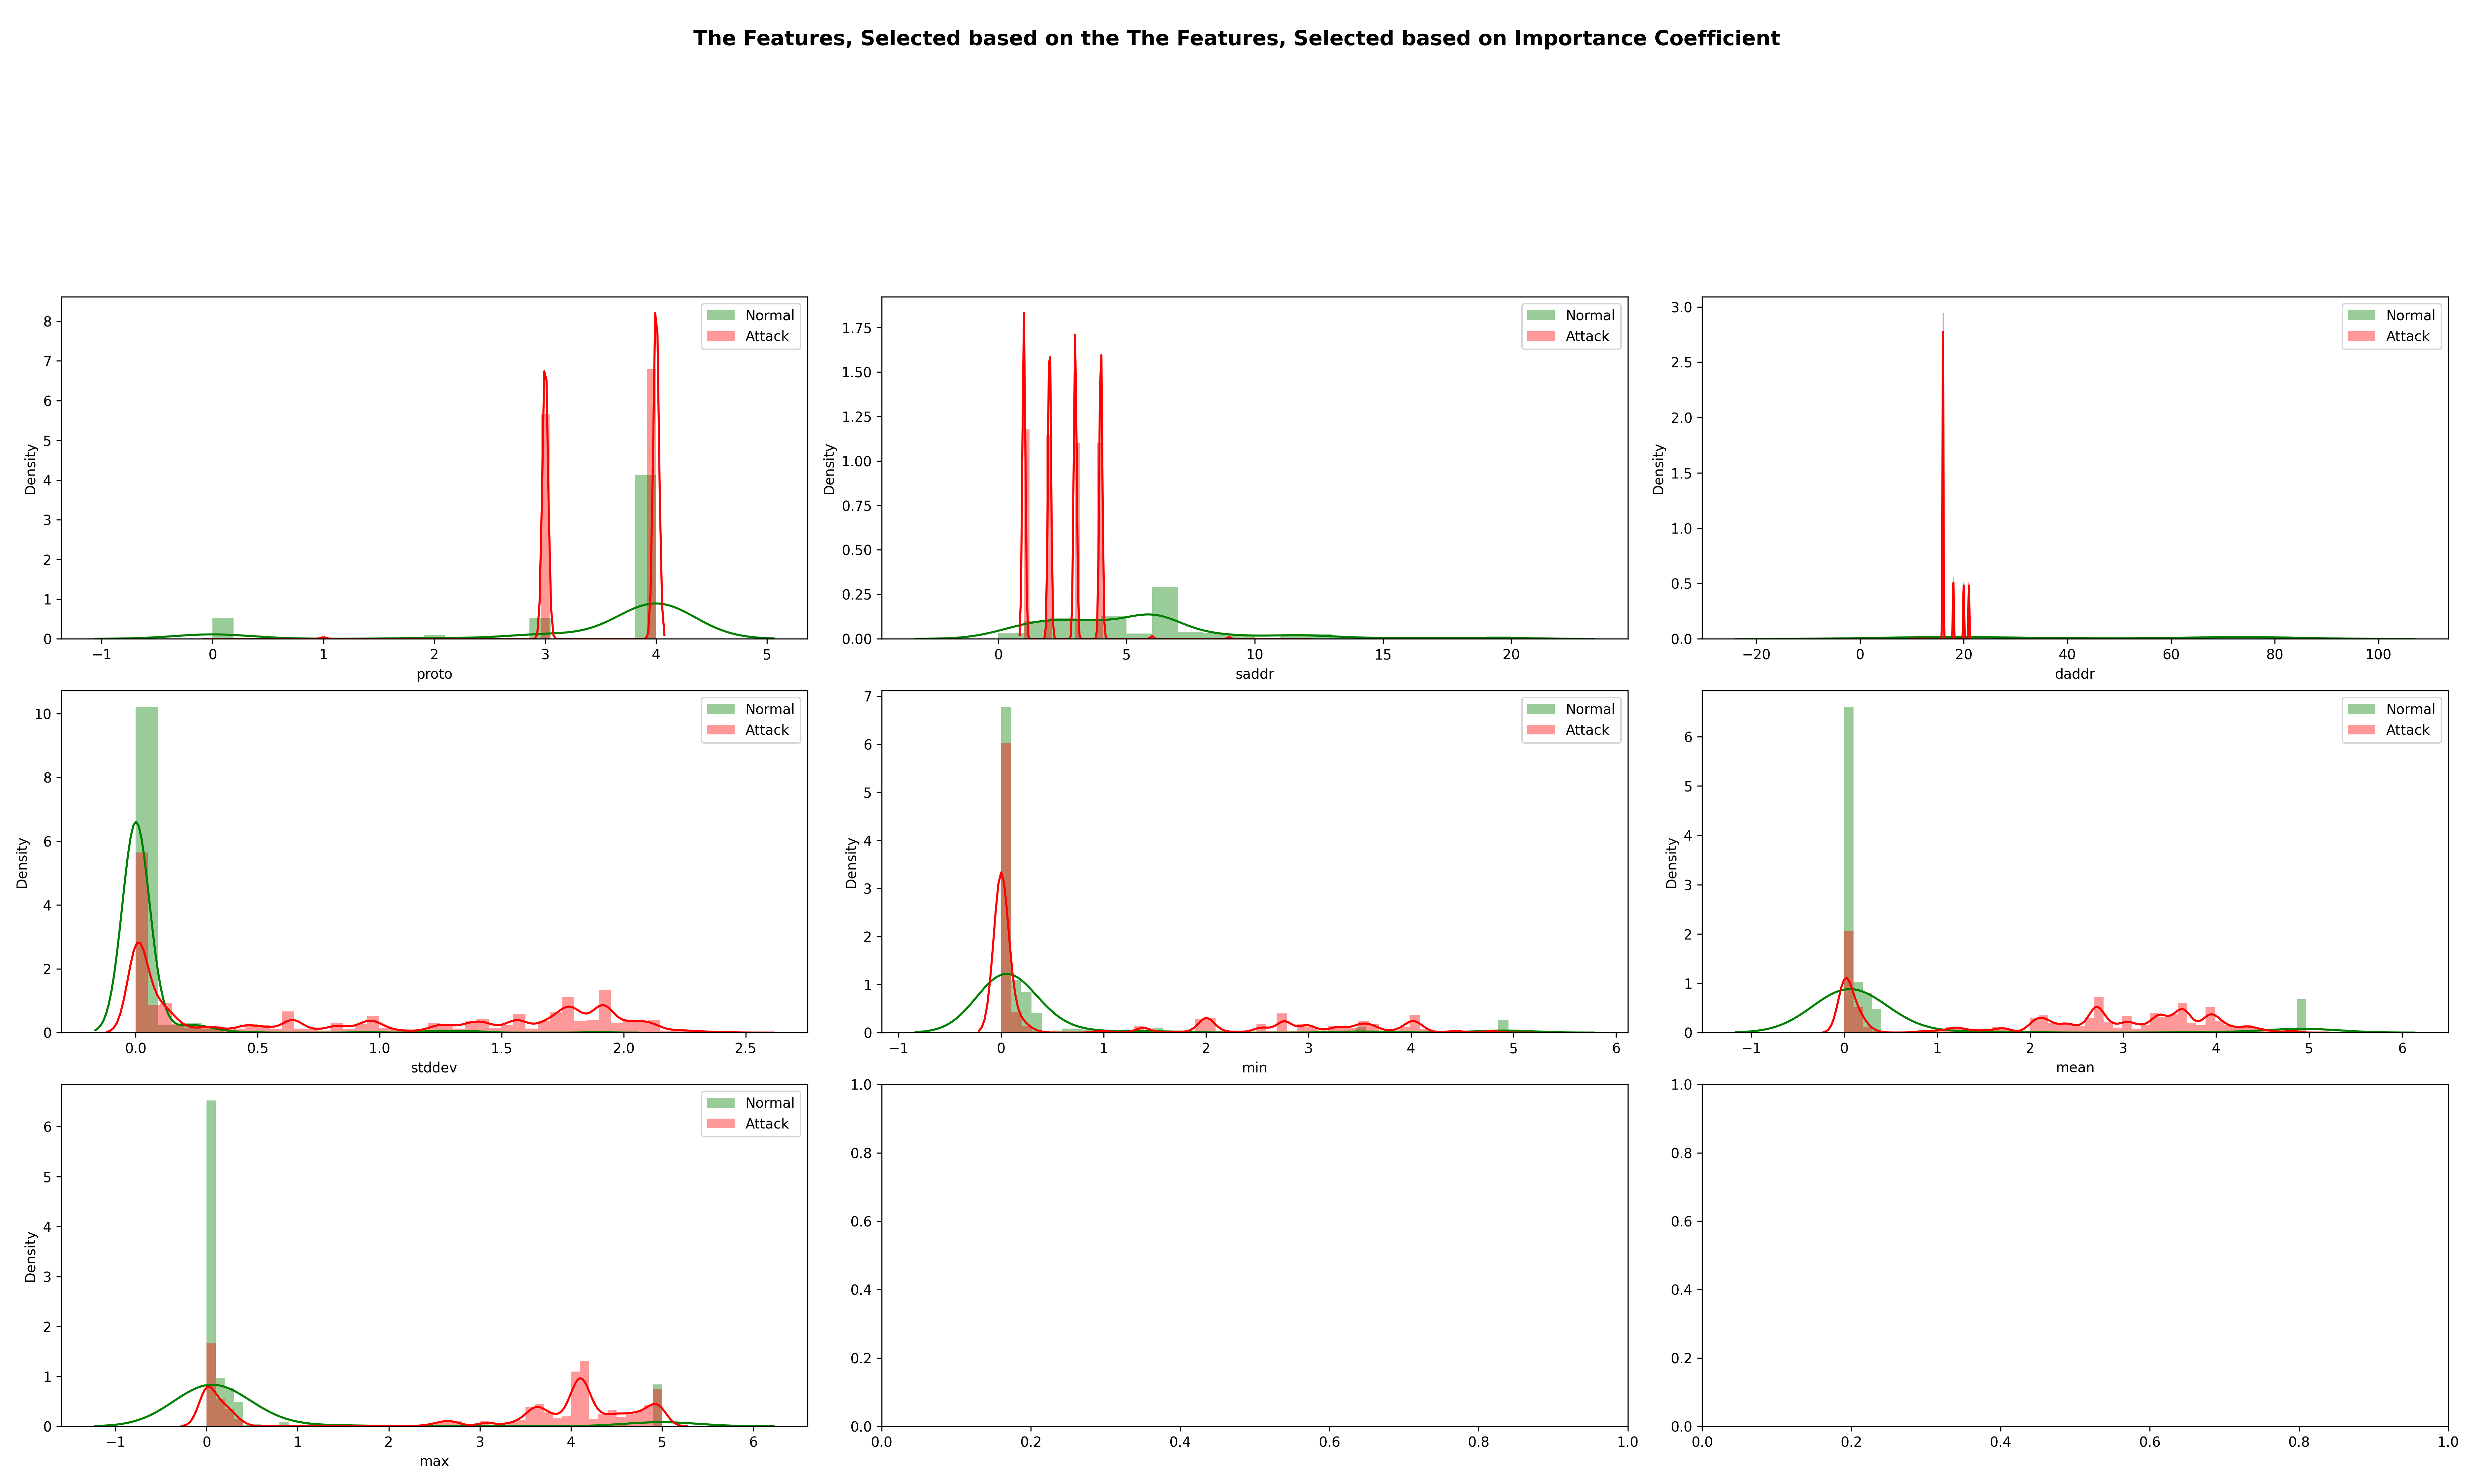 The Features, Selected based on the The Features, Selected based on Importance Coefficient
Normal
Attack
Density
8
7
6
5
4
3
2
1
0
−1 0 1 2 3 4 5
proto
Normal
Attack
Density
1.75
1.50
1.25
1.00
0.75
0.50
0.25
0.00
0 5 10 15 20
saddr
Normal
Attack
Density
3.0
2.5
2.0
1.5
1.0
0.5
0.0
−20 0 20 40 60 80 100
daddr
Normal
Attack
Density
10
8
6
4
2
0
0.0 0.5 1.0 1.5 2.0 2.5
stddev
Normal
Attack
Density
7
6
5
4
3
2
1
0
−1 0 1 2 3 4 5 6
min
Normal
Attack
Density
6
5
4
3
2
1
0
−1 0 1 2 3 4 5 6
mean
Normal
Attack
Density
6
5
4
3
2
1
0
−1 0 1 2 3 4 5 6
max
1.0
0.8
0.6
0.4
0.2
0.0
0.0 0.2 0.4 0.6 0.8 1.0
1.0
0.8
0.6
0.4
0.2
0.0
0.0 0.2 0.4 0.6 0.8 1.0